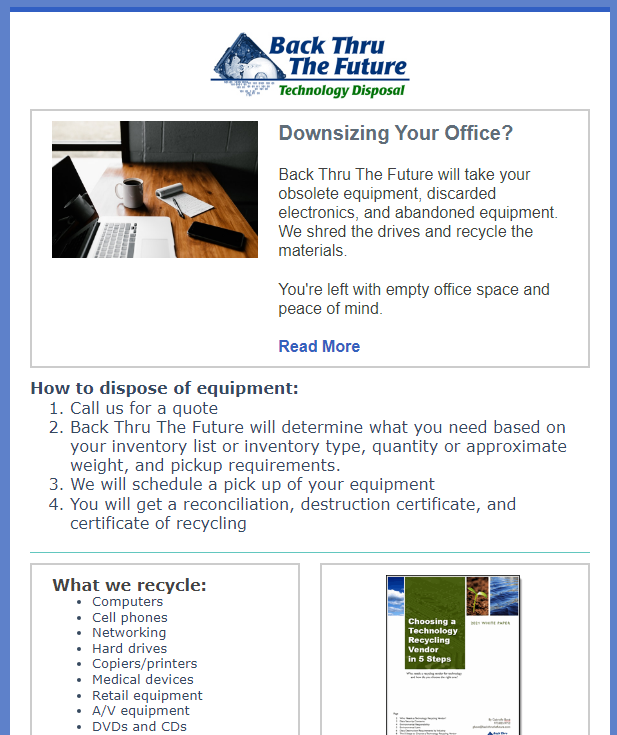 Back Thru
The Future
Technology Disposal
Downsizing Your Office?
Back Thru The Future will take your
obsolete equipment, discarded
electronics, and abandoned equipment.
We shred the drives and recycle the
materials.
You're left with empty office space and
peace of mind.
Read More
How to dispose of equipment:
1. Call us for a quote
2. Back Thru The Future will determine what you need based on
your inventory list or inventory type, quantity or approximate
weight, and pickup requirements.
3. We will schedule a pick up of your equipment
4. You will get a reconciliation, destruction certificate, and
certificate of recycling
What we recycle:
• Computers
• Cell phones
• Networking
• Hard drives
• Copiers/printers
• Medical devices
• Retail equipment
• A/V equipment
• DVDs and CDs
Choosing a
Technology
Recycling
Vendor
in 5 Steps
2021 WHITE PAPER